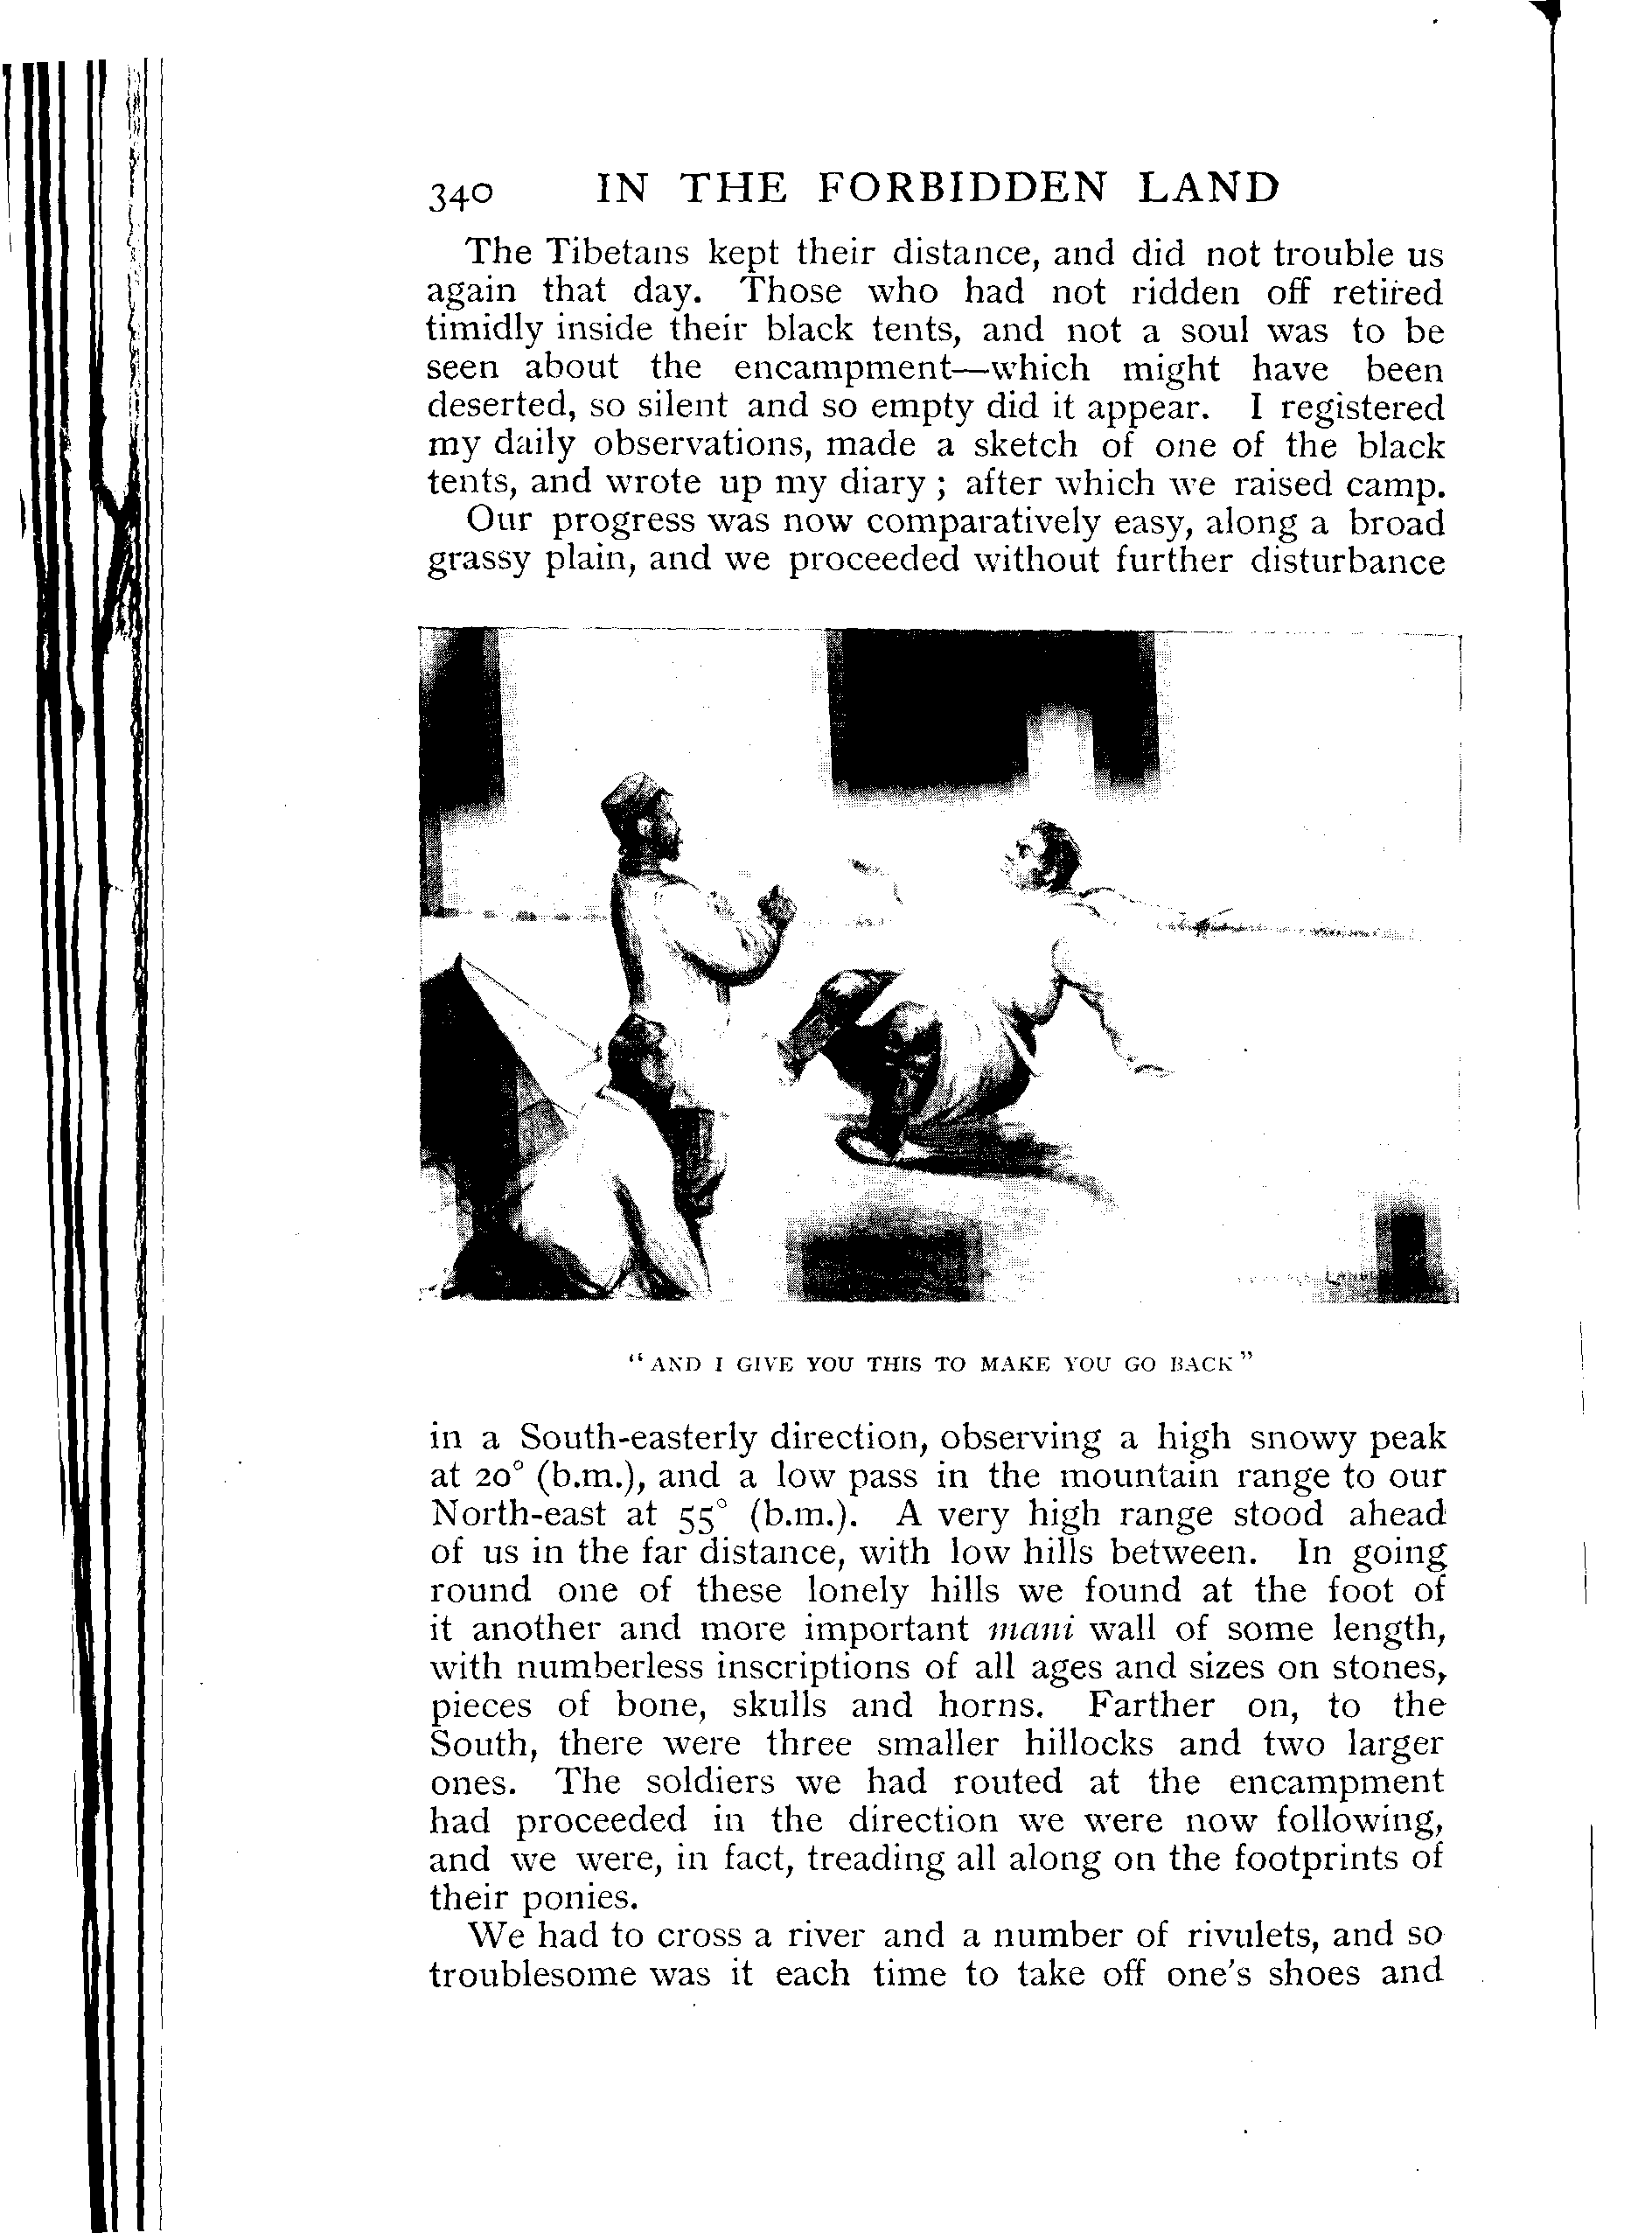 340 IN THE FORBIDDEN LAND
The Tibetans kept their distance, and did not trouble us
again that day. Those who had not ridden off retired
timidly inside their black tents, and not a soul was to be
seen about the encampment—which might have been
deserted, so silent and so empty did it appear. I registered
my daily observations, made a sketch of one of the black
tents, and wrote up my diary ; after which we raised camp.
Our progress was now comparatively easy, along a broad
grassy plain, and we proceeded without further disturbance
"AND I GIVE YOU THIS TO MAKE YOU GO BACK"
in a South-easterly direction, observing a high snowy peak
at 20° (b.m.), and a low pass in the mountain range to our
North-east at 55° (b.m.). A very high range stood ahead
of us in the far distance, with low hills between. In going
round one of these lonely hills we found at the foot of
it another and more important mani wall of some length,
with numberless inscriptions of all ages and sizes on stones,
pieces of bone, skulls and horns. Farther on, to the
South, there were three smaller hillocks and two larger
ones. The soldiers we had routed at the encampment
had proceeded in the direction we were now following,
and we were, in fact, treading all along on the footprints of
their ponies.
We had to cross a river and a number of rivulets, and so
troublesome was it each time to take off one's shoes and